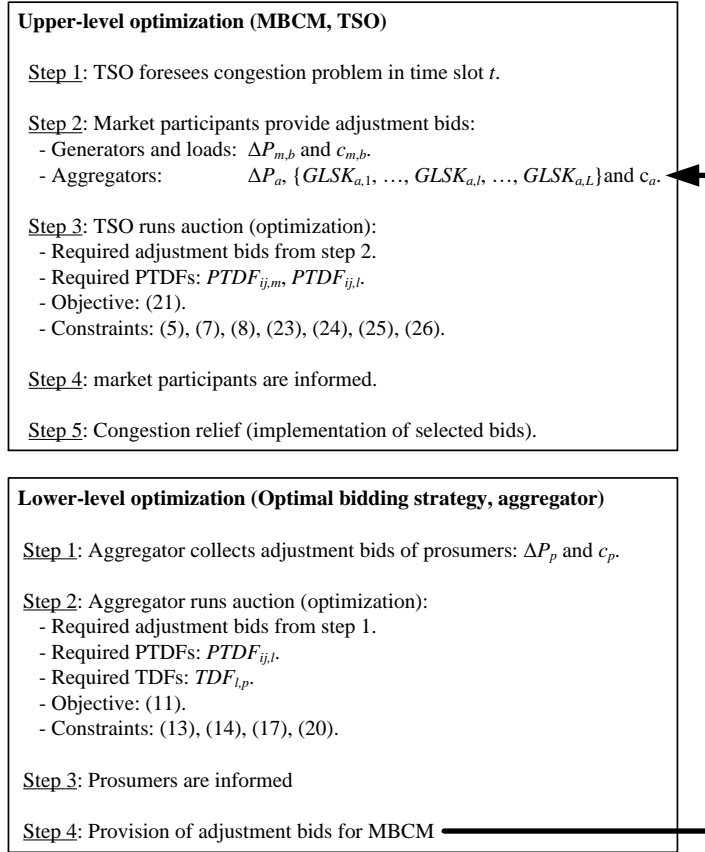 Upper-level optimization (MBCM, TSO)
Step 1: TSO foresees congestion problem in time slot t.
Step 2: Market participants provide adjustment bids:
- Generators and loads: ΔPm,b and cm,b.
- Aggregators: ΔPa, {GLSKa,1, …, GLSKa,l, …, GLSKa,L}and ca.
Step 3: TSO runs auction (optimization):
- Required adjustment bids from step 2.
- Required PTDFs: PTDFij,m, PTDFij,l.
- Objective: (21).
- Constraints: (5), (7), (8), (23), (24), (25), (26).
Step 4: market participants are informed.
Step 5: Congestion relief (implementation of selected bids).
Lower-level optimization (Optimal bidding strategy, aggregator)
Step 1: Aggregator collects adjustment bids of prosumers: ΔPp and cp.
Step 2: Aggregator runs auction (optimization):
- Required adjustment bids from step 1.
- Required PTDFs: PTDFij,l.
- Required TDFs: TDFl,p.
- Objective: (11).
- Constraints: (13), (14), (17), (20).
Step 3: Prosumers are informed
Step 4: Provision of adjustment bids for MBCM